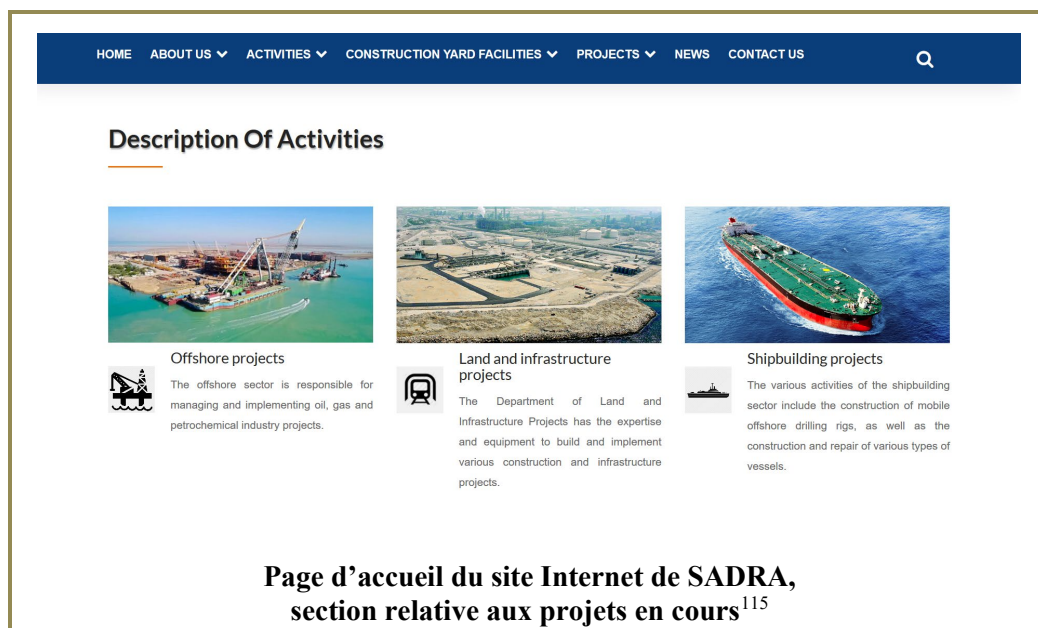 HOME ABOUT US ACTIVITIES CONSTRUCTION YARD FACILITIES PROJECTS NEWS CONTACT US
Description Of Activities
Offshore projects
The offshore sector is responsible for
managing and implementing oil, gas and
petrochemical industry projects.
Land and infrastructure
projects
The Department of Land and
Infrastructure Projects has the expertise
and equipment to build and implement
various construction and infrastructure
projects.
Shipbuilding projects
The various activities of the shipbuilding
sector include the construction of mobile
offshore drilling rigs, as well as the
construction and repair of various types of
vessels.
Page d’accueil du site Internet de SADRA,
section relative aux projets en cours115